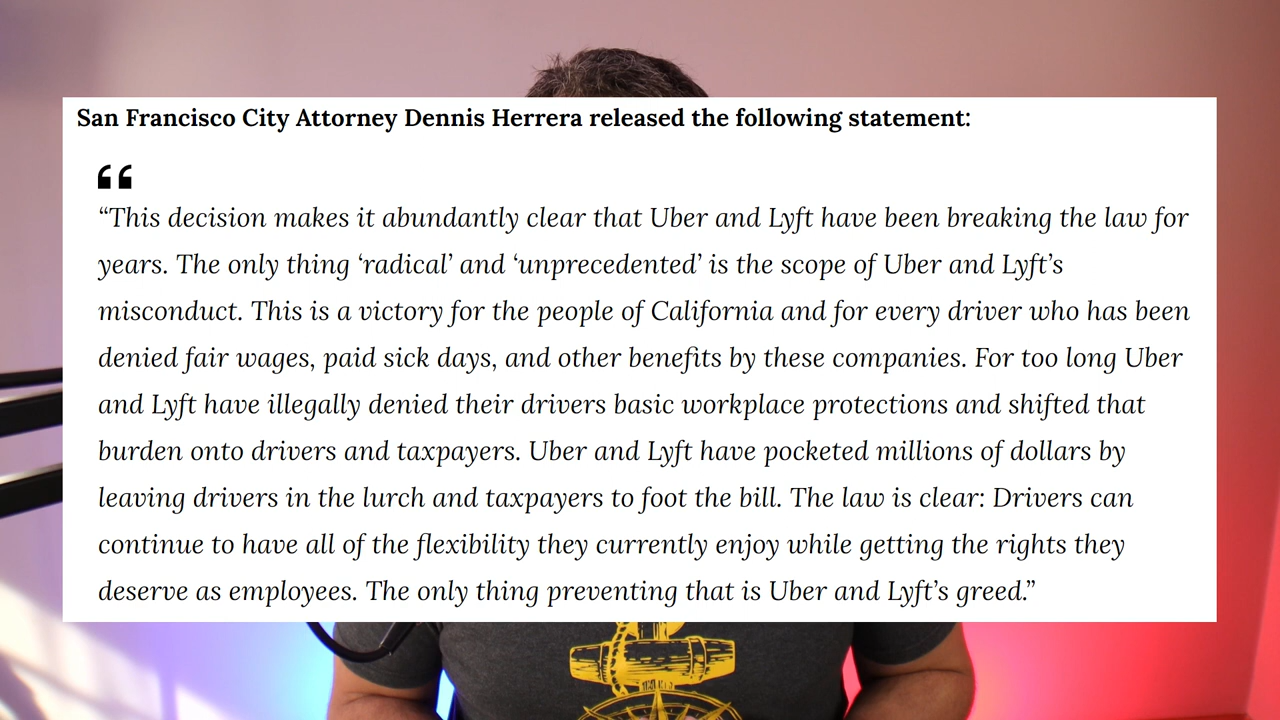 San Francisco City Attorney Dennis Herrera released the following statement:
“
“This decision makes it abundantly clear that Uber and Lyft have been breaking the law for
years. The only thing ‘radical’ and ‘unprecedented’ is the scope of Uber and Lyft’s
misconduct. This is a victory for the people of California and for every driver who has been
denied fair wages, paid sick days, and other benefits by these companies. For too long Uber
and Lyft have illegally denied their drivers basic workplace protections and shifted that
burden onto drivers and taxpayers. Uber and Lyft have pocketed millions of dollars by
leaving drivers in the lurch and taxpayers to foot the bill. The law is clear: Drivers can
continue to have all of the flexibility they currently enjoy while getting the rights they
deserve as employees. The only thing preventing that is Uber and Lyft’s greed.”